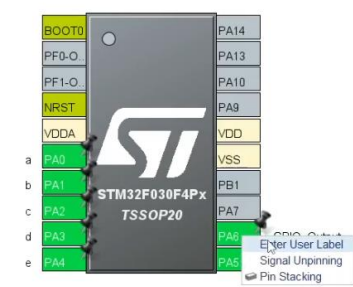 BOOT0 PA14
PF0-O... PA13
PF1-O... PA10
NRST PA9
VDDA VDD
a PA0 VSS
b PA1 STM32F030F4Px PB1
c PA2 TSSOP20 PA7
d PA3 PA6 GPIO_Output
Enter User Label
e PA4 PA5 Signal Unpinning
Pin Stacking